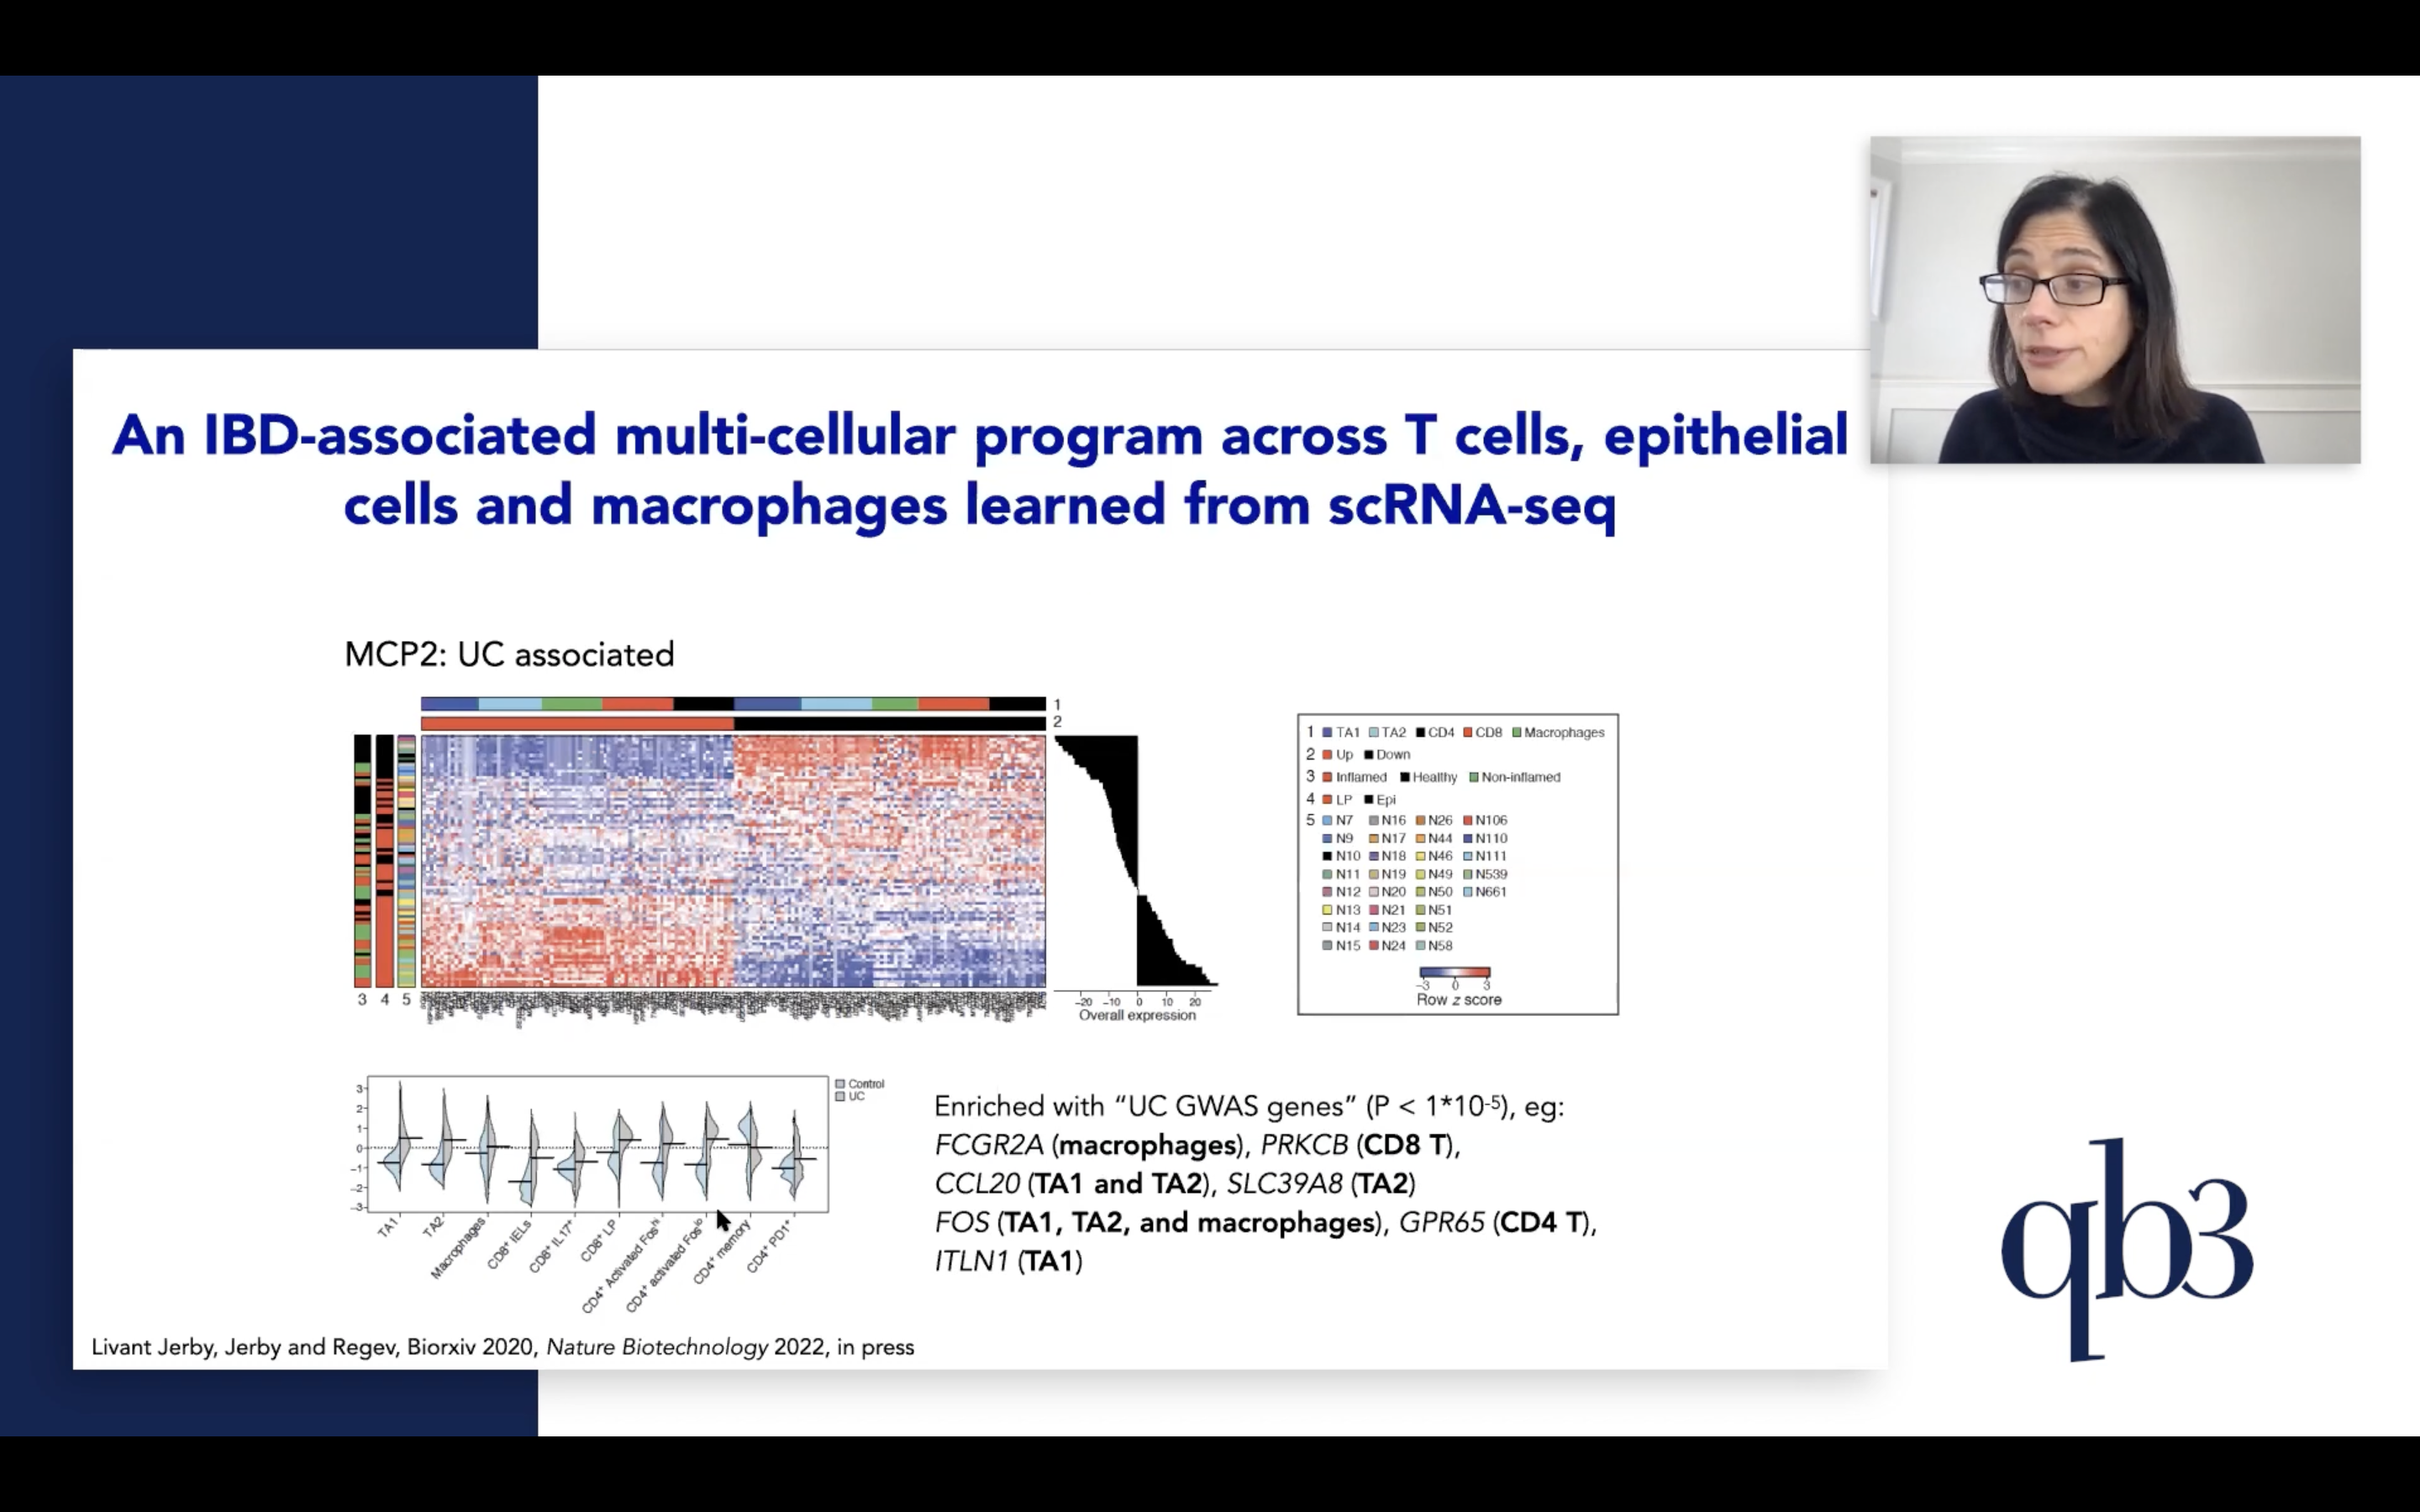 An IBD-associated multi-cellular program across T cells, epithelial
cells and macrophages learned from scRNA-seq
MCP2: UC associated
1
2
3 4 5
-20 -10 0 10 20
Overall expression
1 TA1 TA2 CD4 CD8 Macrophages
2 Up Down
3 Inflamed Healthy Non-inflamed
4 LP Epi
5 N7 N16 N26 N106
N9 N17 N44 N110
N10 N18 N46 N111
N11 N19 N49 N539
N12 N20 N50 N661
N13 N21 N51
N14 N23 N52
N15 N24 N58
-3 0 3
Row z score
3
2
1
0
-1
-2
-3
Control
UC
TA1
TA2
Macrophages
CD8⁺ IELs
CD8⁺ IL17⁺
CD8⁺ LP
CD4⁺ Activated Fosʰⁱ
CD4⁺ activated Fosˡᵒ
CD4⁺ memory
CD4⁺ PD1⁺
Enriched with “UC GWAS genes” (P < 1*10⁻⁵), eg:
FCGR2A (macrophages), PRKCB (CD8 T),
CCL20 (TA1 and TA2), SLC39A8 (TA2)
FOS (TA1, TA2, and macrophages), GPR65 (CD4 T),
ITLN1 (TA1)
Livant Jerby, Jerby and Regev, Biorxiv 2020, Nature Biotechnology 2022, in press
qb3